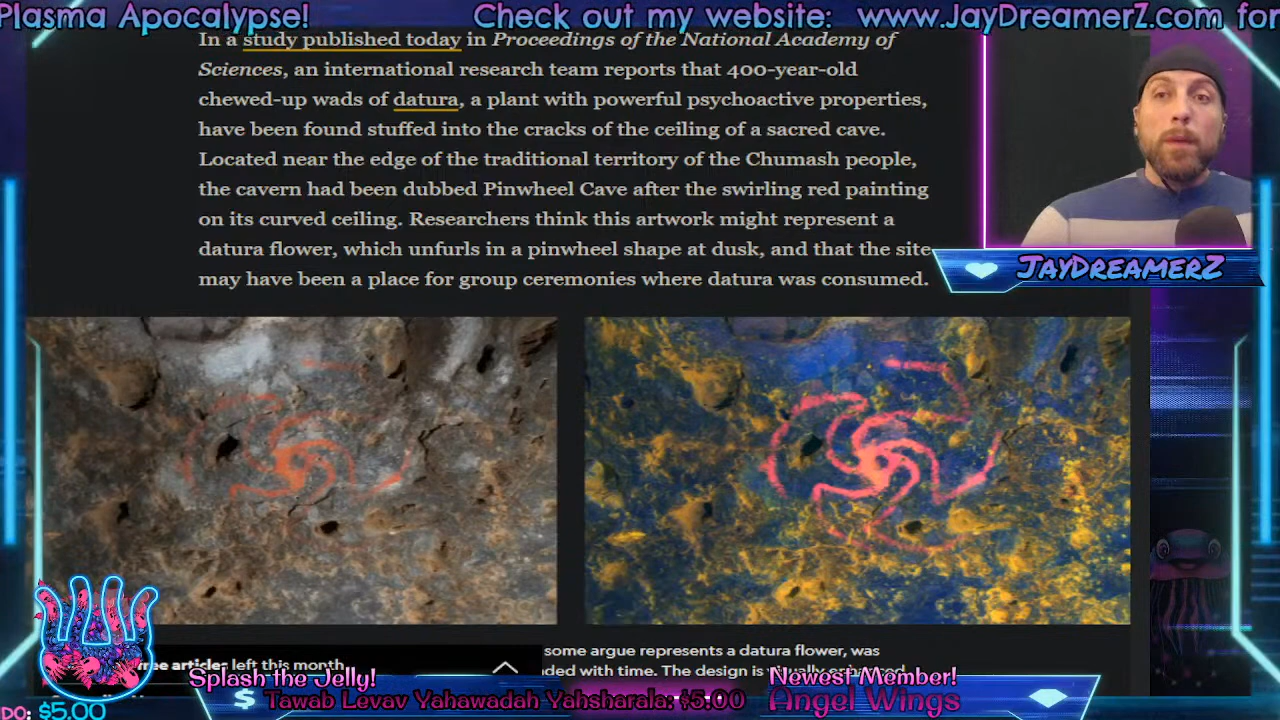 Plasma Apocalypse!
Check out my website: www.JayDreamerZ.com for
In a study published today in Proceedings of the National Academy of
Sciences, an international research team reports that 400-year-old
chewed-up wads of datura, a plant with powerful psychoactive properties,
have been found stuffed into the cracks of the ceiling of a sacred cave.
Located near the edge of the traditional territory of the Chumash people,
the cavern had been dubbed Pinwheel Cave after the swirling red painting
on its curved ceiling. Researchers think this artwork might represent a
datura flower, which unfurls in a pinwheel shape at dusk, and that the site
may have been a place for group ceremonies where datura was consumed.
JayDreamerZ
some argue represents a datura flower, was
left this month
with time. The design is
Splash the Jelly!
Newest Member!
$
Tawab Levav Yahawadah Yahsharala: $5.00
Angel Wings
$5.00